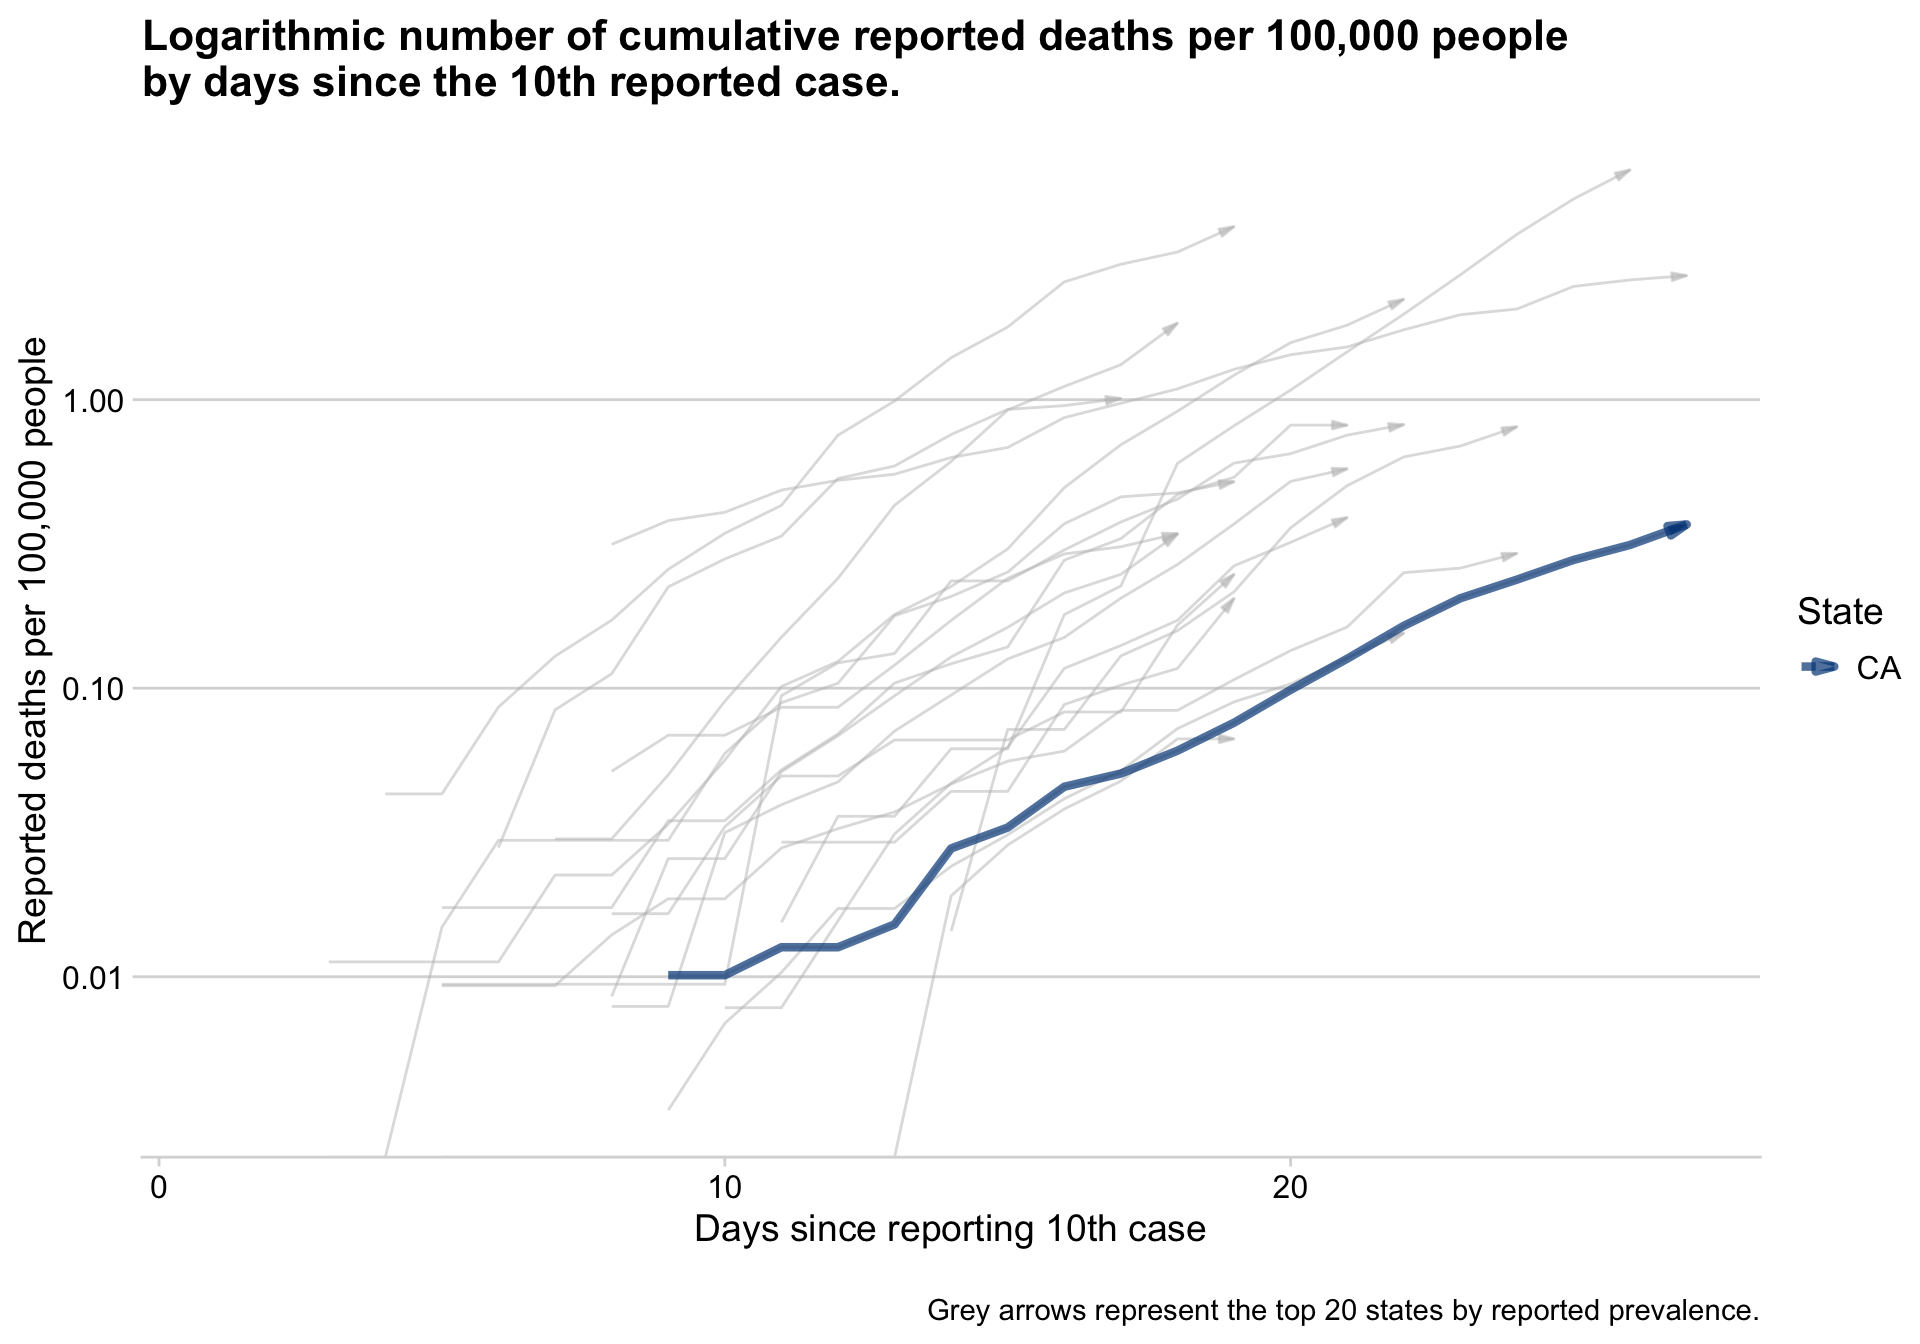 Logarithmic number of cumulative reported deaths per 100,000 people
by days since the 10th reported case.
Reported deaths per 100,000 people
1.00
0.10
0.01
0
10
20
Days since reporting 10th case
State
CA
Grey arrows represent the top 20 states by reported prevalence.